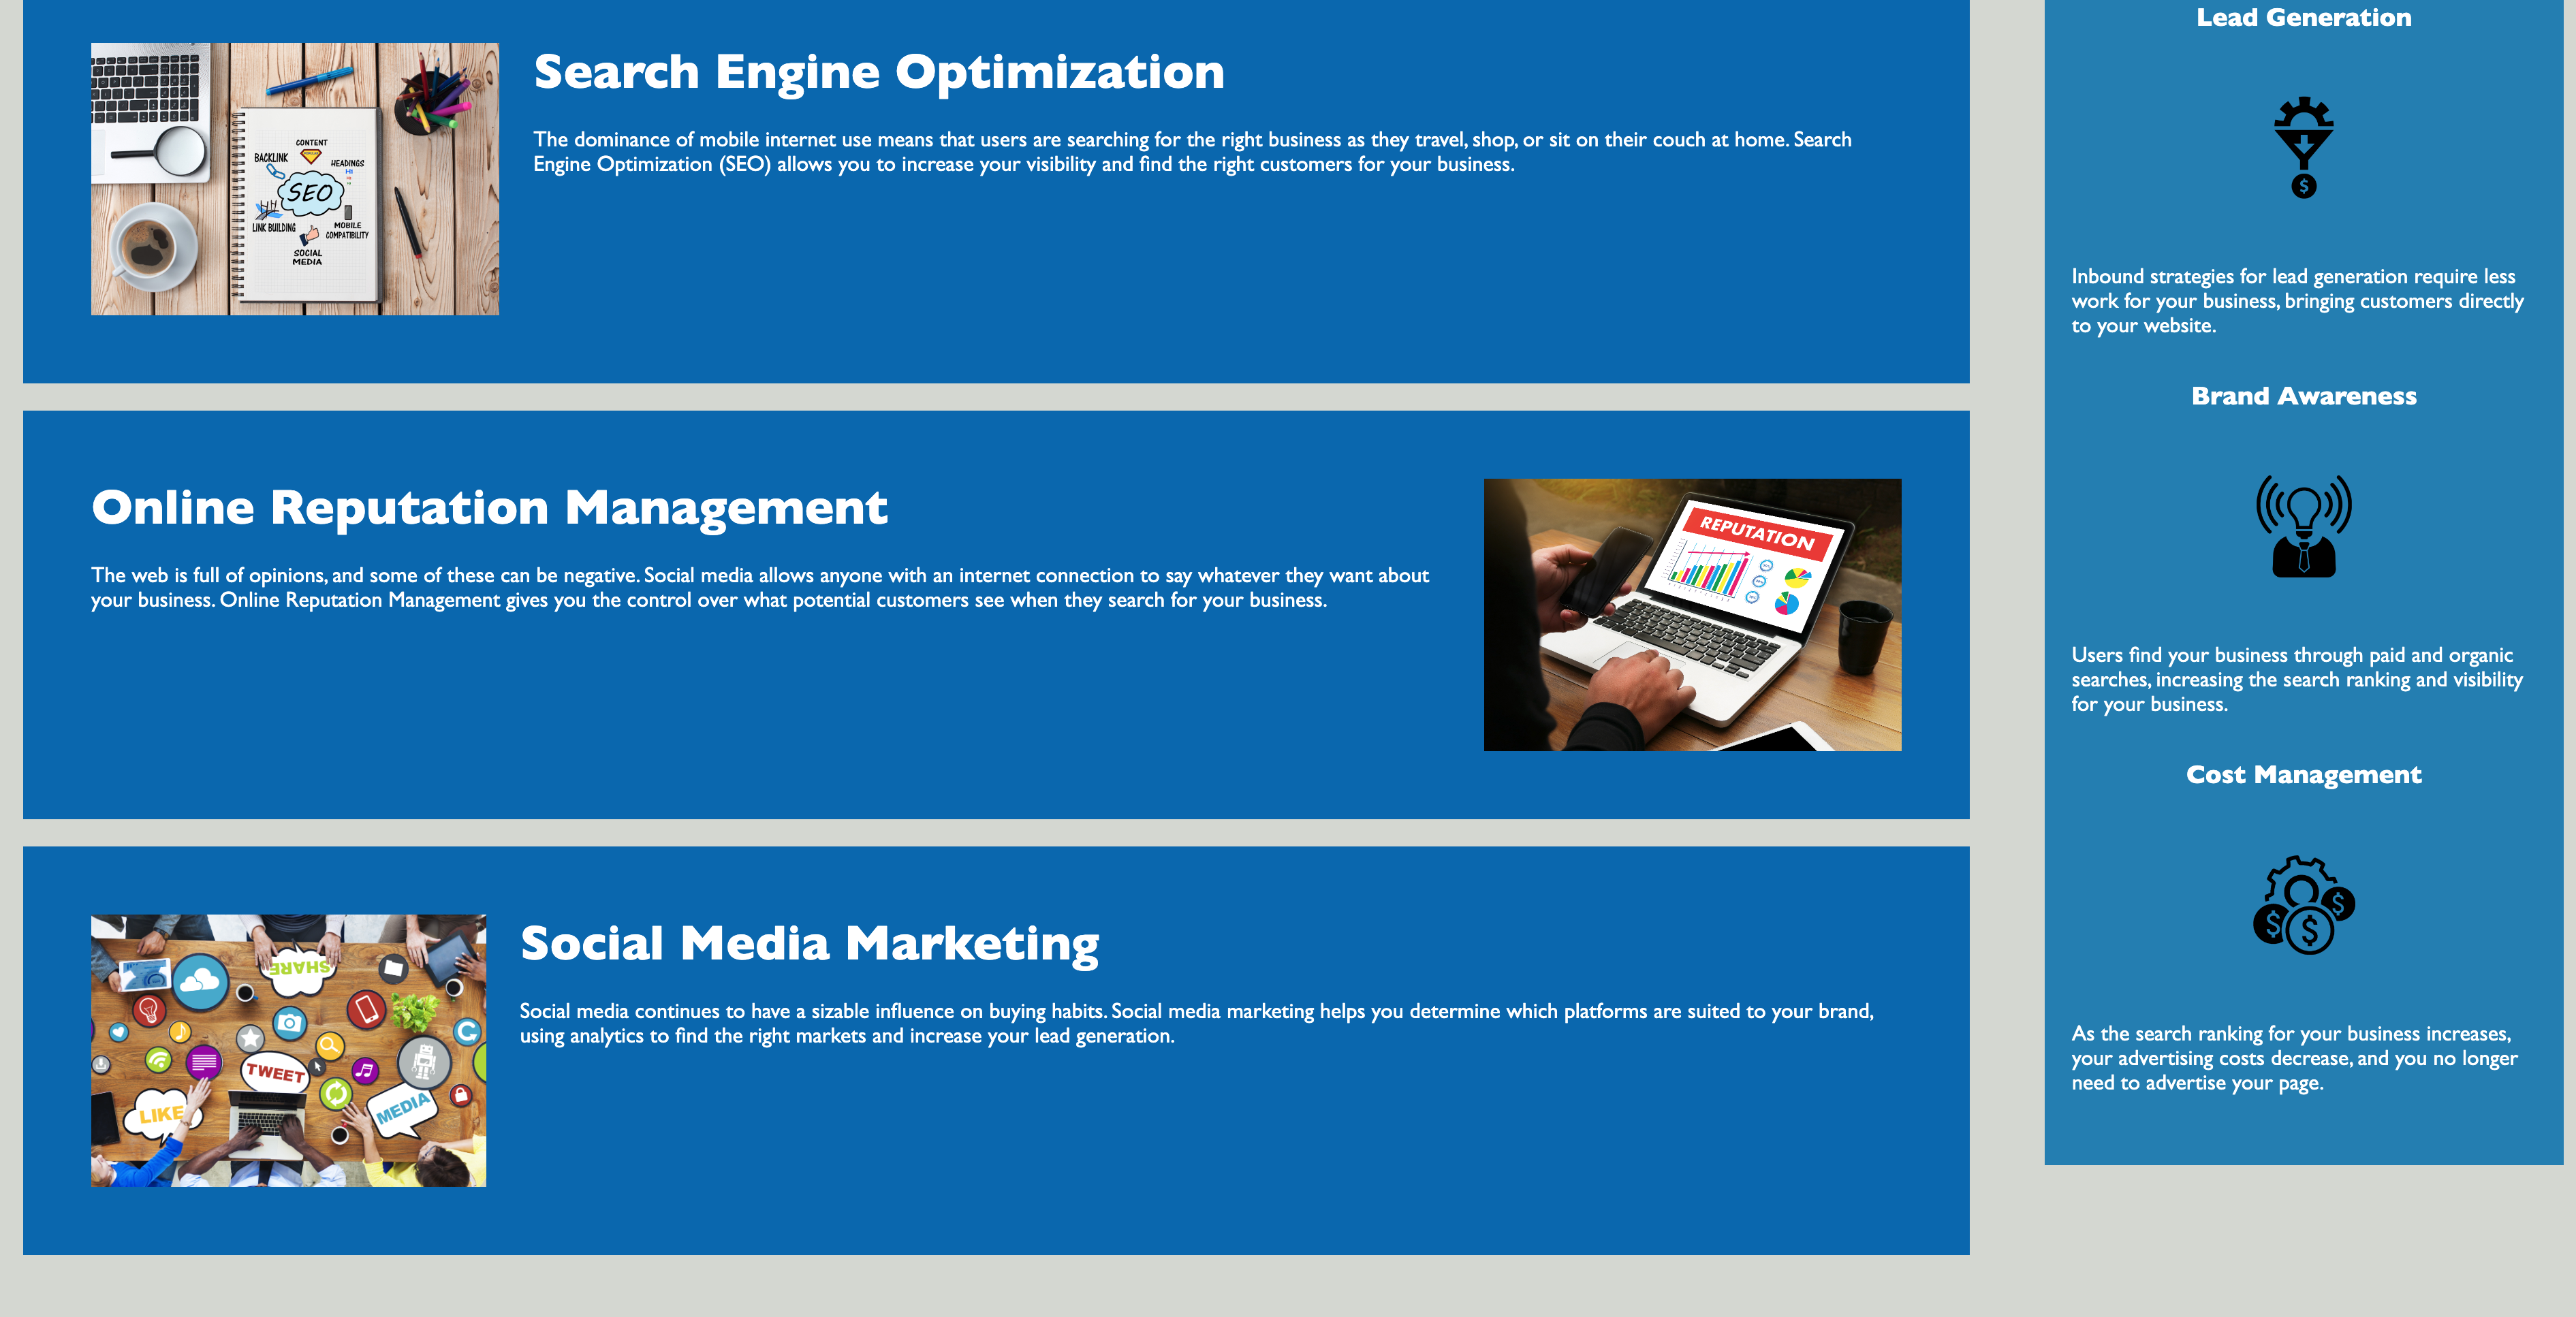 Search Engine Optimization
The dominance of mobile internet use means that users are searching for the right business as they travel, shop, or sit on their couch at home. Search
Engine Optimization (SEO) allows you to increase your visibility and find the right customers for your business.
CONTENT
BACKLINK
HEADINGS
H1
SEO
LINK BUILDING
MOBILE
COMPATIBILITY
SOCIAL
MEDIA
Online Reputation Management
The web is full of opinions, and some of these can be negative. Social media allows anyone with an internet connection to say whatever they want about
your business. Online Reputation Management gives you the control over what potential customers see when they search for your business.
REPUTATION
Social Media Marketing
Social media continues to have a sizable influence on buying habits. Social media marketing helps you determine which platforms are suited to your brand,
using analytics to find the right markets and increase your lead generation.
SHARE
TWEET
LIKE
MEDIA
Lead Generation
$
Inbound strategies for lead generation require less
work for your business, bringing customers directly
to your website.
Brand Awareness
Users find your business through paid and organic
searches, increasing the search ranking and visibility
for your business.
Cost Management
$
$
$
As the search ranking for your business increases,
your advertising costs decrease, and you no longer
need to advertise your page.